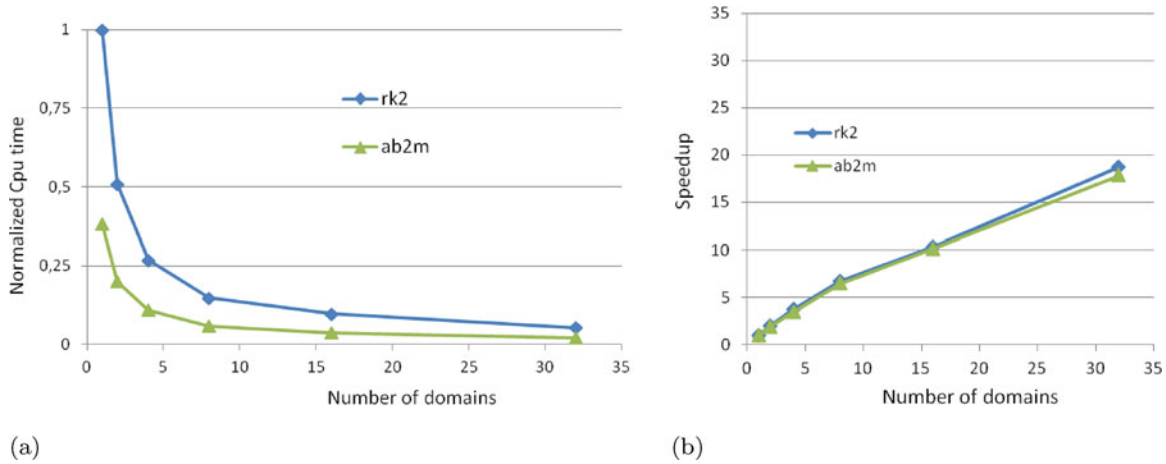 1
0,75
0,5
0,25
0
0 5 10 15 20 25 30 35
Normalized Cpu time
Number of domains
rk2
ab2m
(a)
35
30
25
20
15
10
5
0
0 5 10 15 20 25 30 35
Speedup
Number of domains
rk2
ab2m
(b)